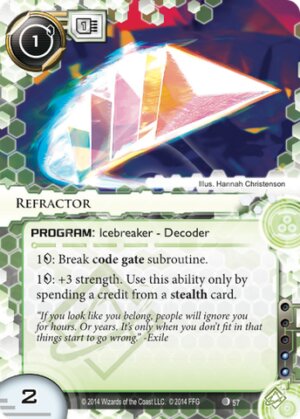 1
1
Illus. Hannah Christenson
REFRACTOR
PROGRAM: Icebreaker - Decoder
1: Break code gate subroutine.
1: +3 strength. Use this ability only by
spending a credit from a stealth card.
"If you look like you belong, people will ignore you
for hours. Or years. It's only when you don't fit in that
things start to go wrong." -Exile
2
© 2014 Wizards of the Coast LLC. © 2014 FFG
57